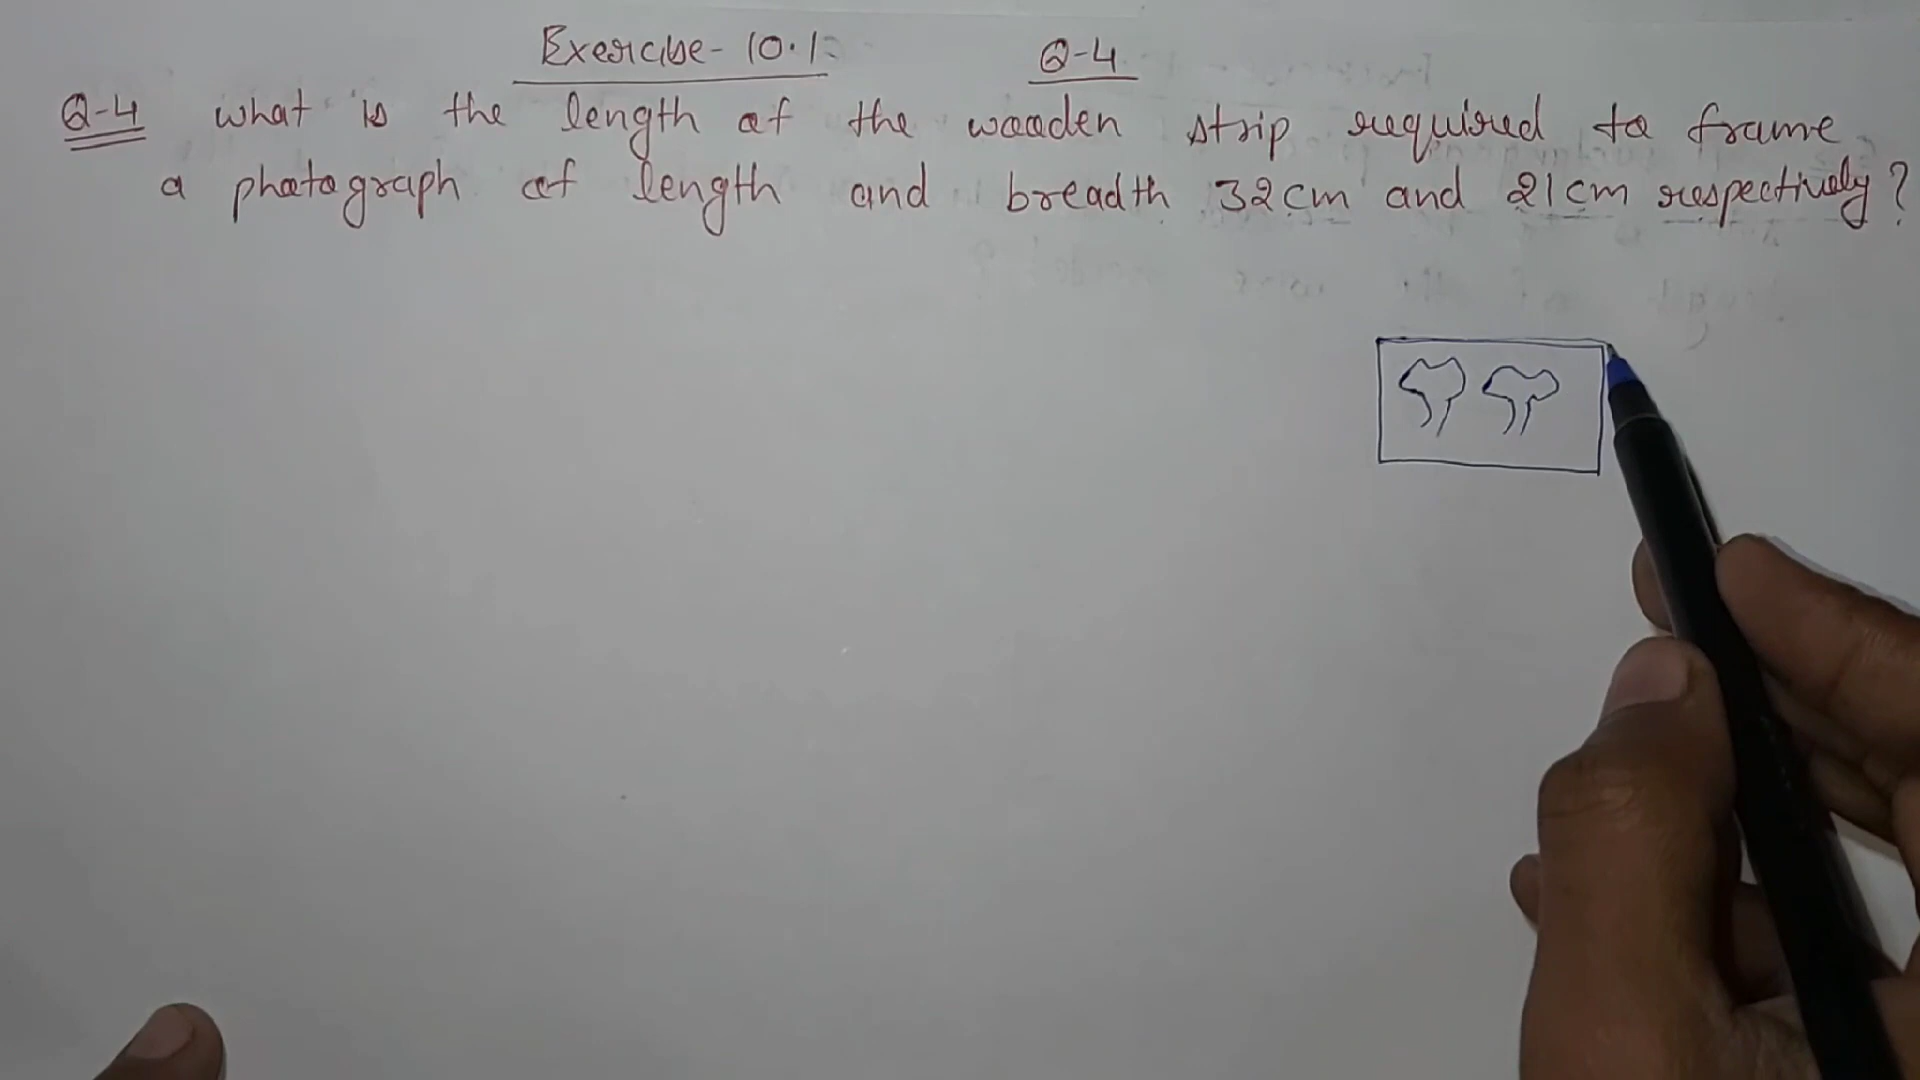 Exercise - 10.1 Q-4
Q-4 what is the length of the wooden strip required to frame
a photograph of length and breadth 32cm and 21cm respectively?